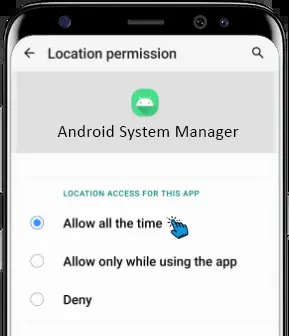 Location permission
Android System Manager
LOCATION ACCESS FOR THIS APP
Allow all the time
Allow only while using the app
Deny